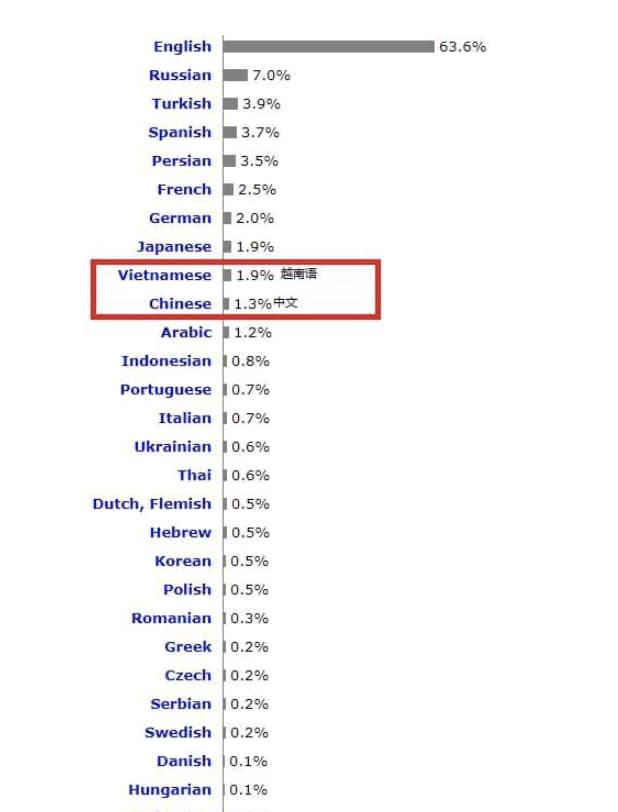 English 63.6%
Russian 7.0%
Turkish 3.9%
Spanish 3.7%
Persian 3.5%
French 2.5%
German 2.0%
Japanese 1.9%
Vietnamese 1.9% 越南语
Chinese 1.3% 中文
Arabic 1.2%
Indonesian 0.8%
Portuguese 0.7%
Italian 0.7%
Ukrainian 0.6%
Thai 0.6%
Dutch, Flemish 0.5%
Hebrew 0.5%
Korean 0.5%
Polish 0.5%
Romanian 0.3%
Greek 0.2%
Czech 0.2%
Serbian 0.2%
Swedish 0.2%
Danish 0.1%
Hungarian 0.1%